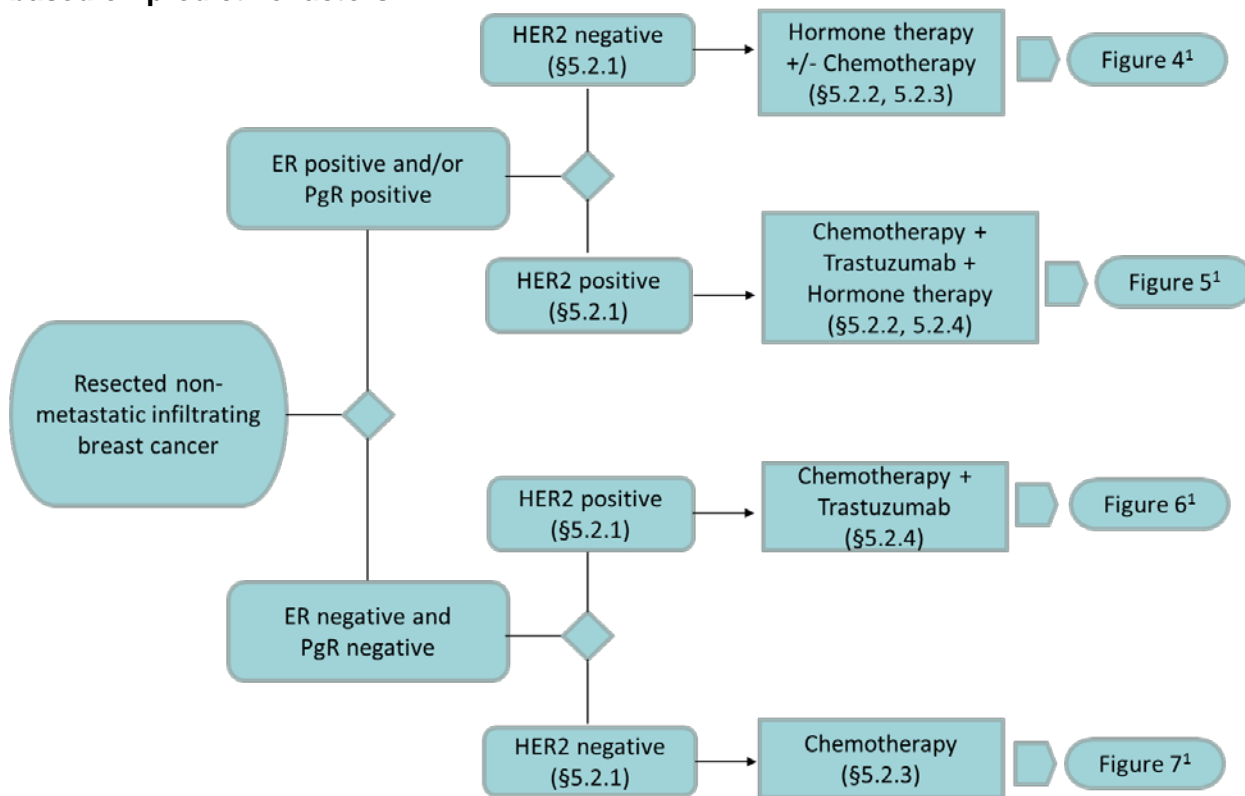 HER2 negative
(§5.2.1)
Hormone therapy
+/- Chemotherapy
(§5.2.2, 5.2.3)
Figure 4¹
ER positive and/or
PgR positive
HER2 positive
(§5.2.1)
Chemotherapy +
Trastuzumab +
Hormone therapy
(§5.2.2, 5.2.4)
Figure 5¹
Resected non-
metastatic infiltrating
breast cancer
HER2 positive
(§5.2.1)
Chemotherapy +
Trastuzumab
(§5.2.4)
Figure 6¹
ER negative and
PgR negative
HER2 negative
(§5.2.1)
Chemotherapy
(§5.2.3)
Figure 7¹